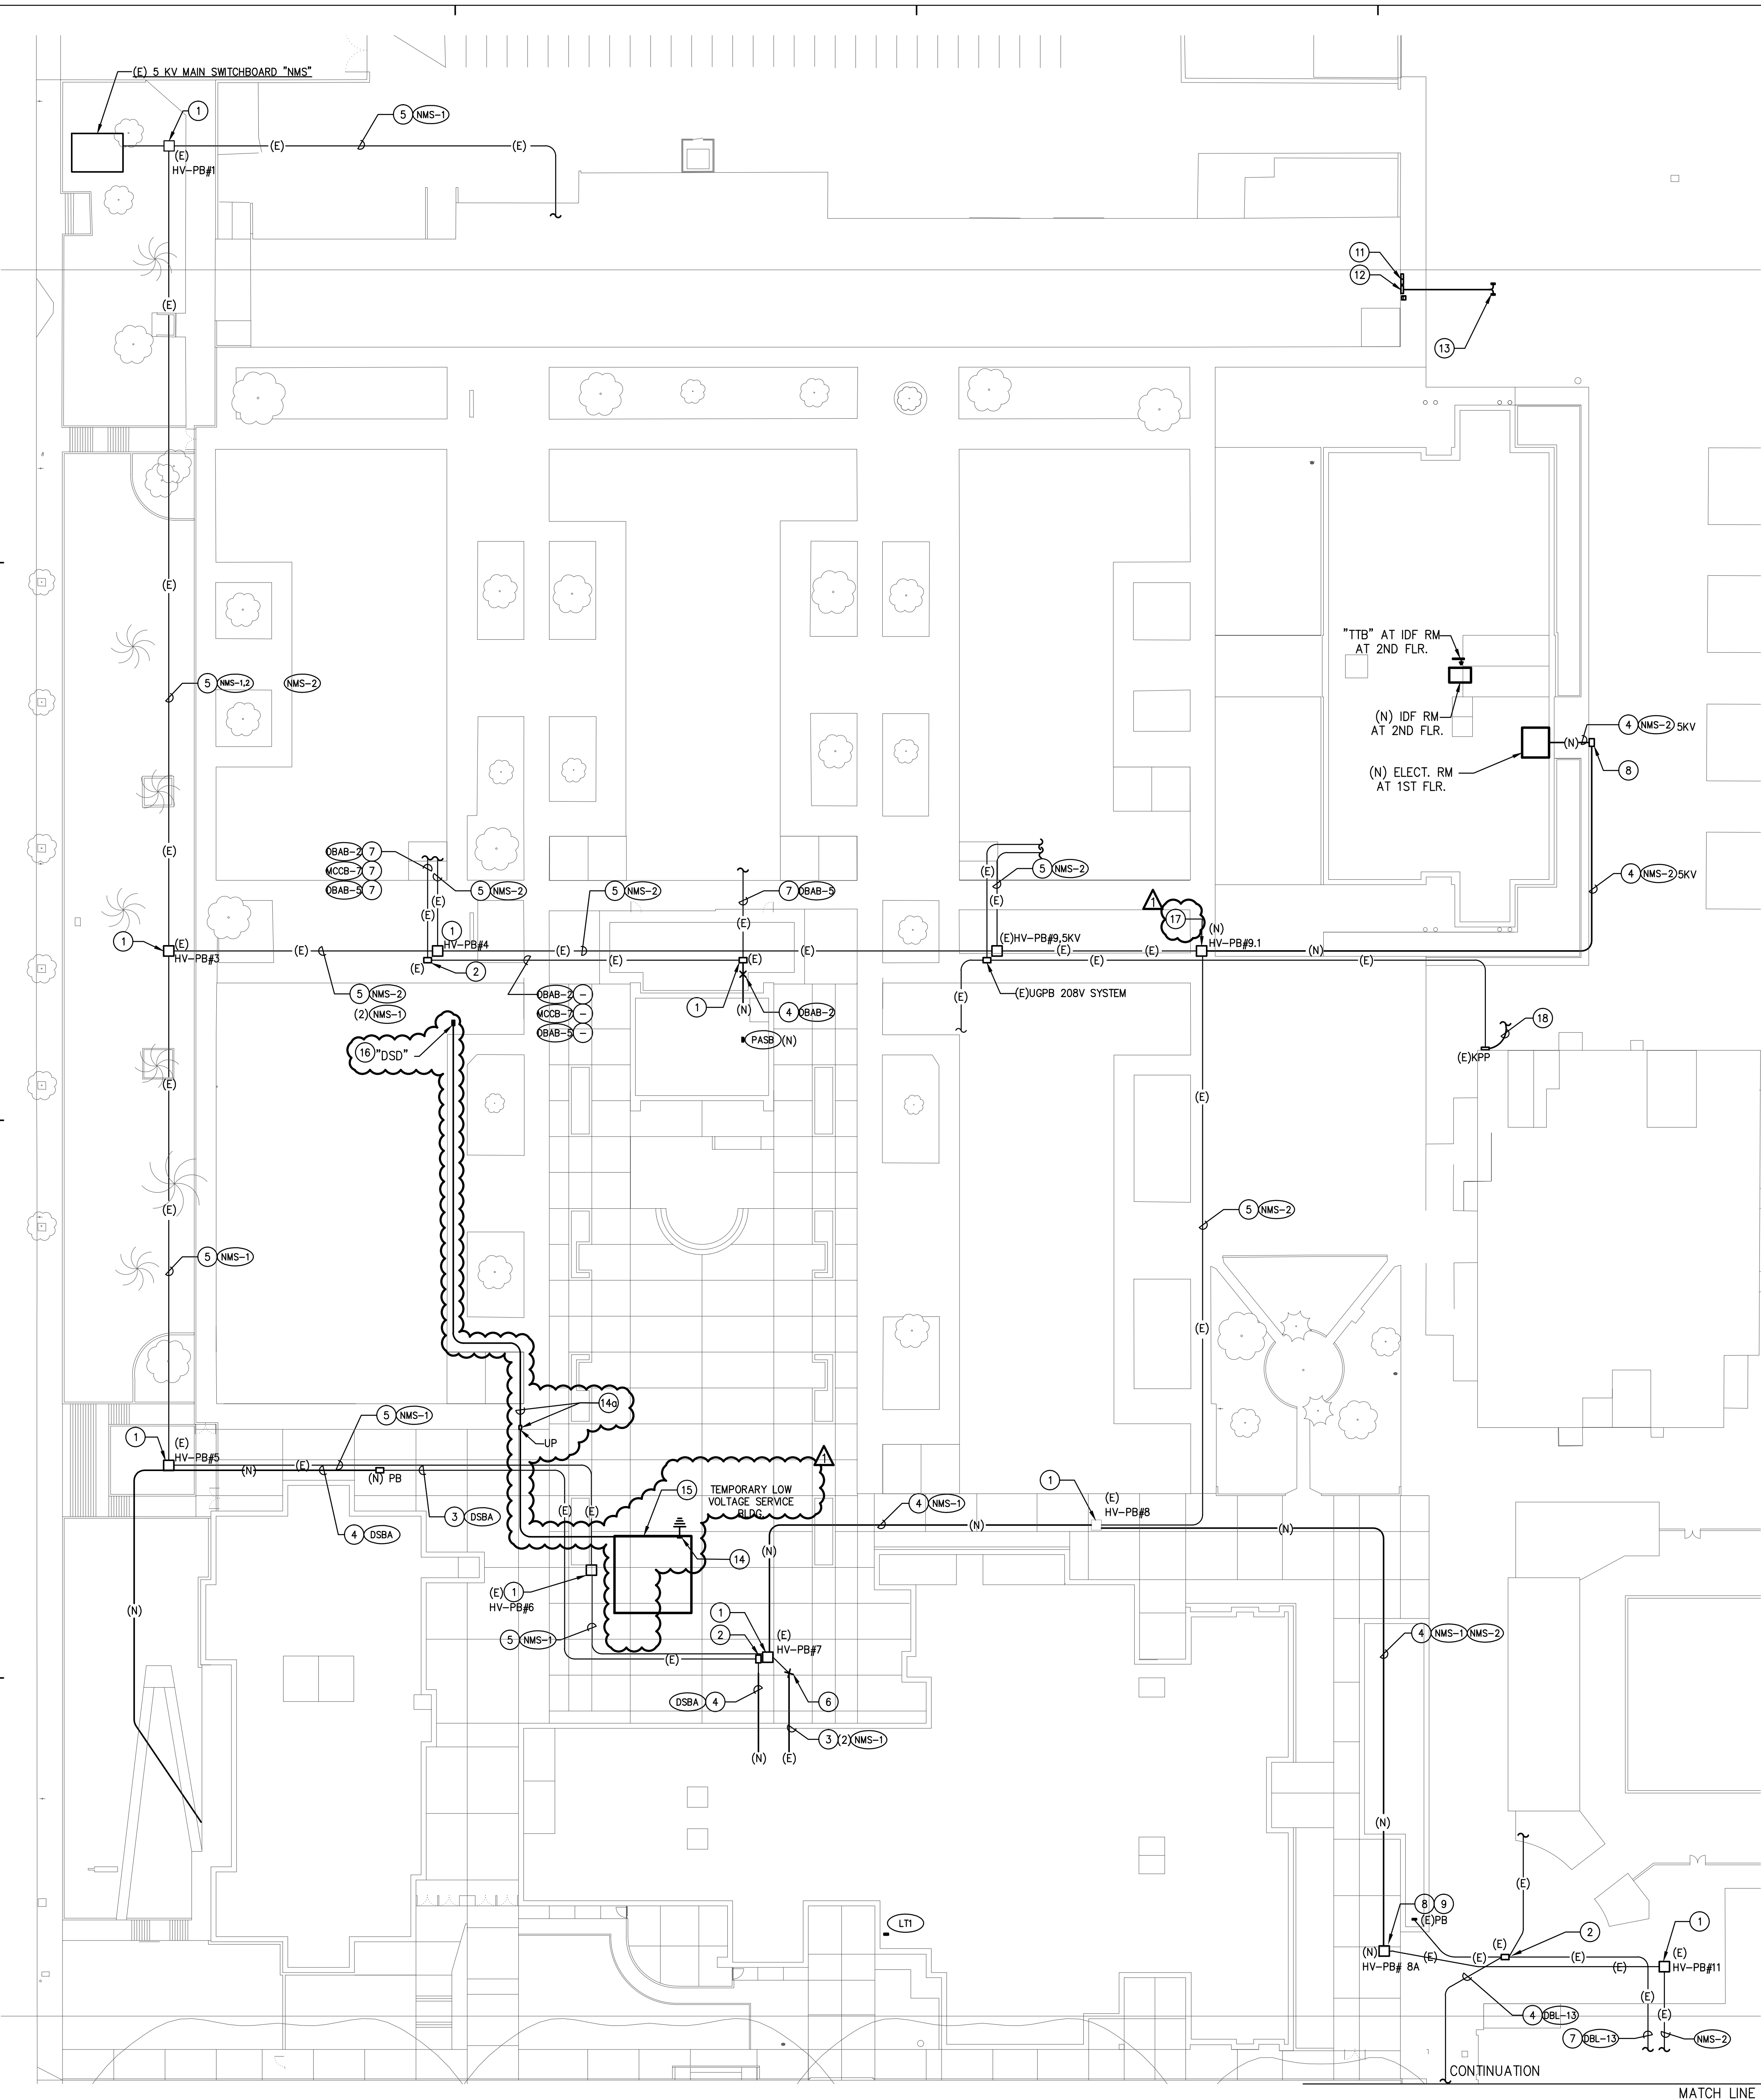 (E) 5 KV MAIN SWITCHBOARD "NMS"
1
5 NMS-1
(E)
(E)
(E)
HV-PB#1
11
12
(E)
13
(E)
"TTB" AT IDF RM
AT 2ND FLR.
5 NMS-1,2
NMS-2
(N) IDF RM
AT 2ND FLR.
4 NMS-2 5KV
(N)
(N) ELECT. RM
AT 1ST FLR.
8
(E)
DBAB-2 7
MCCB-7 7
DBAB-5 7
5 NMS-2
5 NMS-2
7 DBAB-5
(E)
5 NMS-2
4 NMS-2 5KV
(E)
(E)
(E)
(E)
1
17
1
1
(E)
HV-PB#3
(E)
1
HV-PB#4
(E)
(E)
(E)HV-PB#9,5KV
(E)
(E)
(N)
HV-PB#9.1
(N)
(E)
2
(E)
(E)
(E)
(E)
5 NMS-2
(2) NMS-1
DBAB-2 -
MCCB-7 -
DBAB-5 -
1
(N)
4 DBAB-2
(E)
(E)UGPB 208V SYSTEM
18
16 "DSD"
PASB (N)
(E)KPP
(E)
(E)
(E)
5 NMS-2
5 NMS-1
(E)
14a
5 NMS-1
1
(E)
HV-PB#5
UP
1
(N)
(E)
(N) PB
15
TEMPORARY LOW
VOLTAGE SERVICE
BLDG.
1
(E)
HV-PB#8
4 NMS-1
3 DSBA
(E)
(E)
4 DSBA
(N)
(N)
(N)
14
(E) 1
HV-PB#6
(N)
1
2
(E)
HV-PB#7
5 NMS-1
4 NMS-1 NMS-2
(E)
DSBA 4
6
3 (2) NMS-1
(N)
(E)
(N)
(E)
8 9
(E)PB
LT1
1
2
(E)
(N)
HV-PB# 8A
(E)
(E)
(E)
(E)
(E)
HV-PB#11
(E)
4 DBL-13
(E)
7 DBL-13
NMS-2
CONTINUATION
MATCH LINE